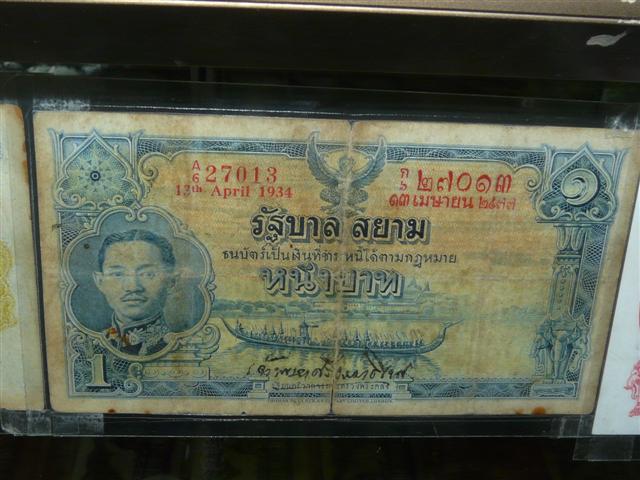 A/6 27013
13th April 1934
ก/๖ ๒๗๐๑๓
๑๓ เมษายน ๒๔๗๗
๑
รัฐบาล สยาม
ธนบัตร์เป็นเงินที่ชำระหนี้ได้ตามกฎหมาย
หนึ่งบาท
1